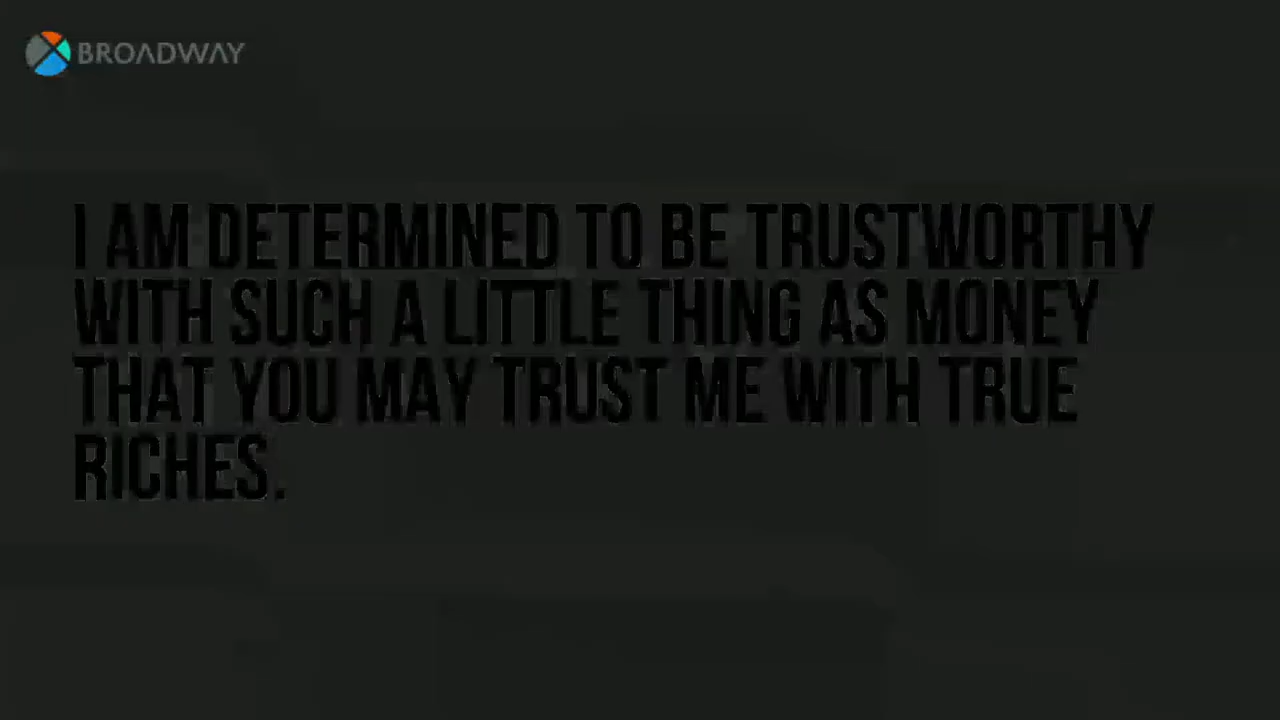 BROADWAY
I AM DETERMINED TO BE TRUSTWORTHY
WITH SUCH A LITTLE THING AS MONEY
THAT YOU MAY TRUST ME WITH TRUE
RICHES.